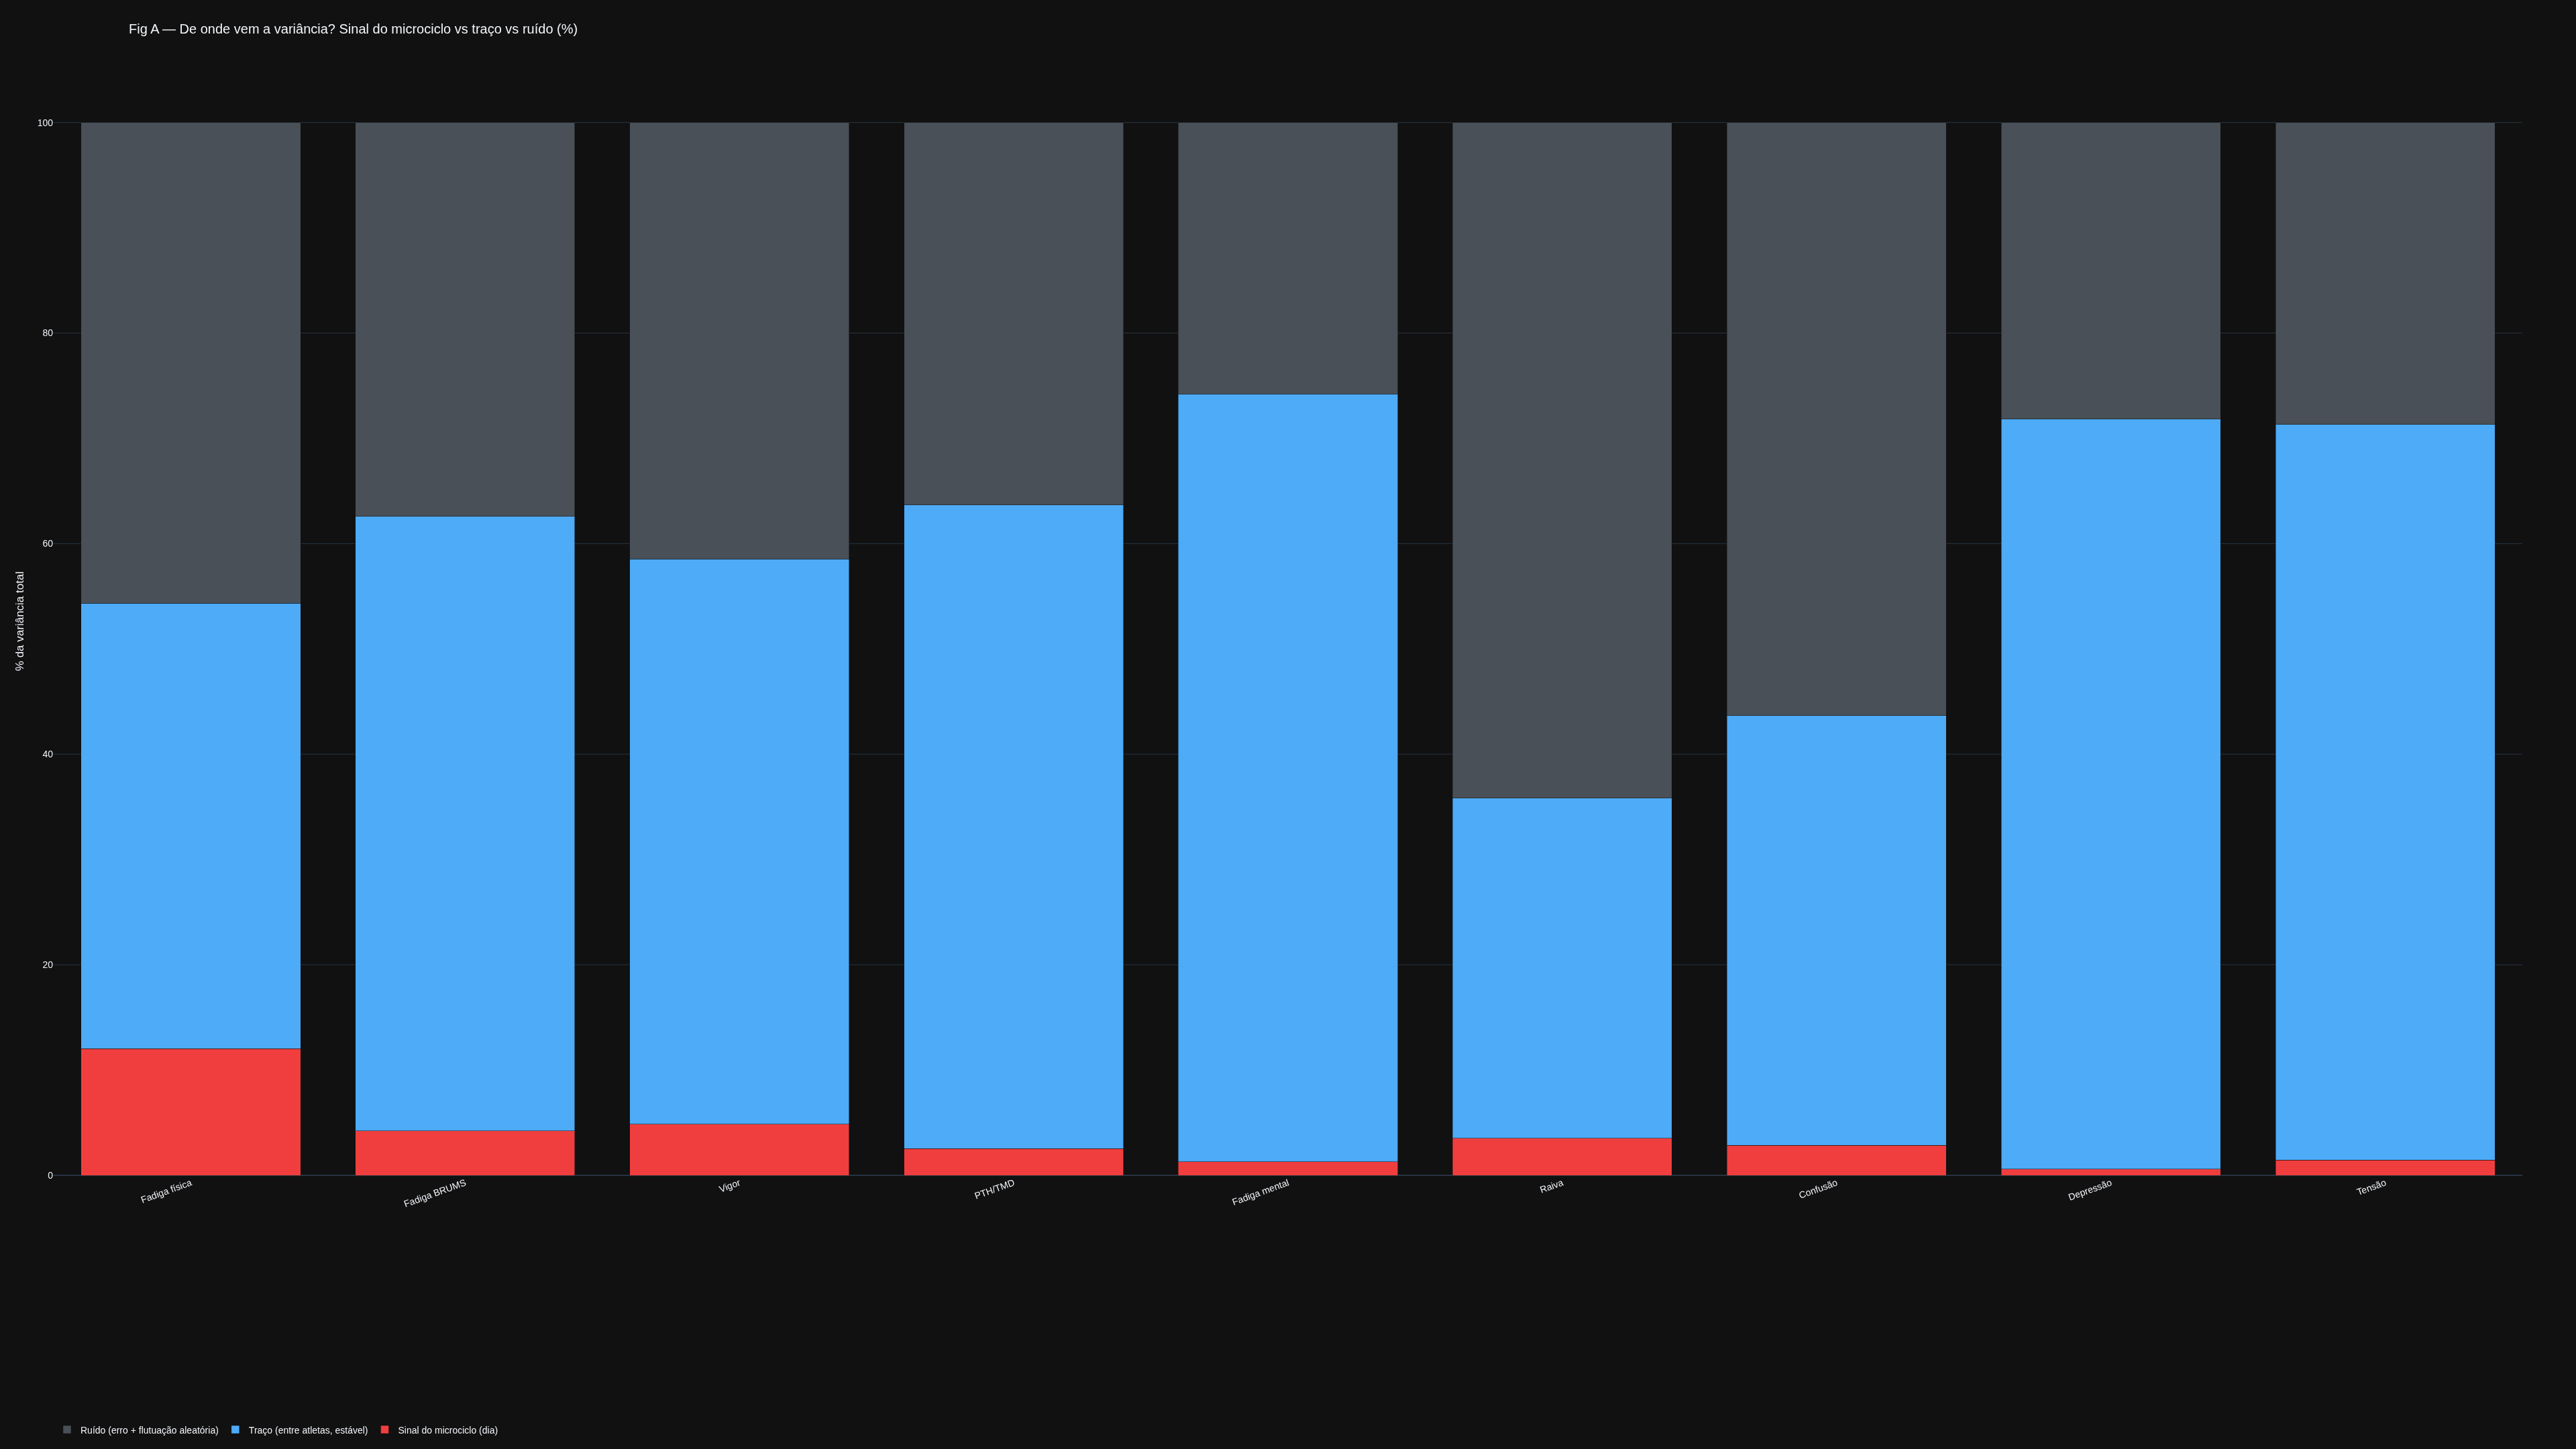 Fig A — De onde vem a variância? Sinal do microciclo vs traço vs ruído (%)
100
80
60
40
20
0
% da variância total
Fadiga física
Fadiga BRUMS
Vigor
PTH/TMD
Fadiga mental
Raiva
Confusão
Depressão
Tensão
Ruído (erro + flutuação aleatória)
Traço (entre atletas, estável)
Sinal do microciclo (dia)